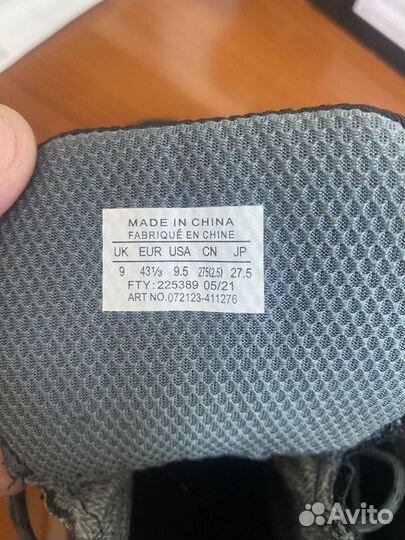 MADE IN CHINA
FABRIQUÉ EN CHINE
UK EUR USA CN JP
9 43⅓ 9.5 275(2.5) 27.5
FTY: 225389 05/21
ART NO. 072123-411276
Avito